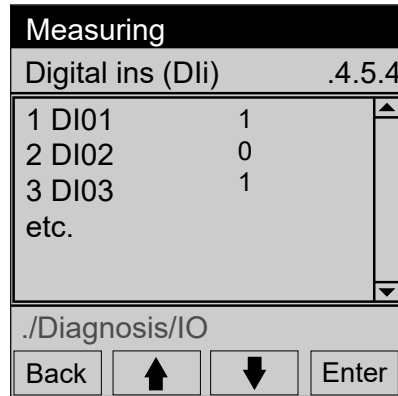 Measuring
Digital ins (DIi) .4.5.4
1 DI01 1
2 DI02 0
3 DI03 1
etc.
./Diagnosis/IO
Back Enter